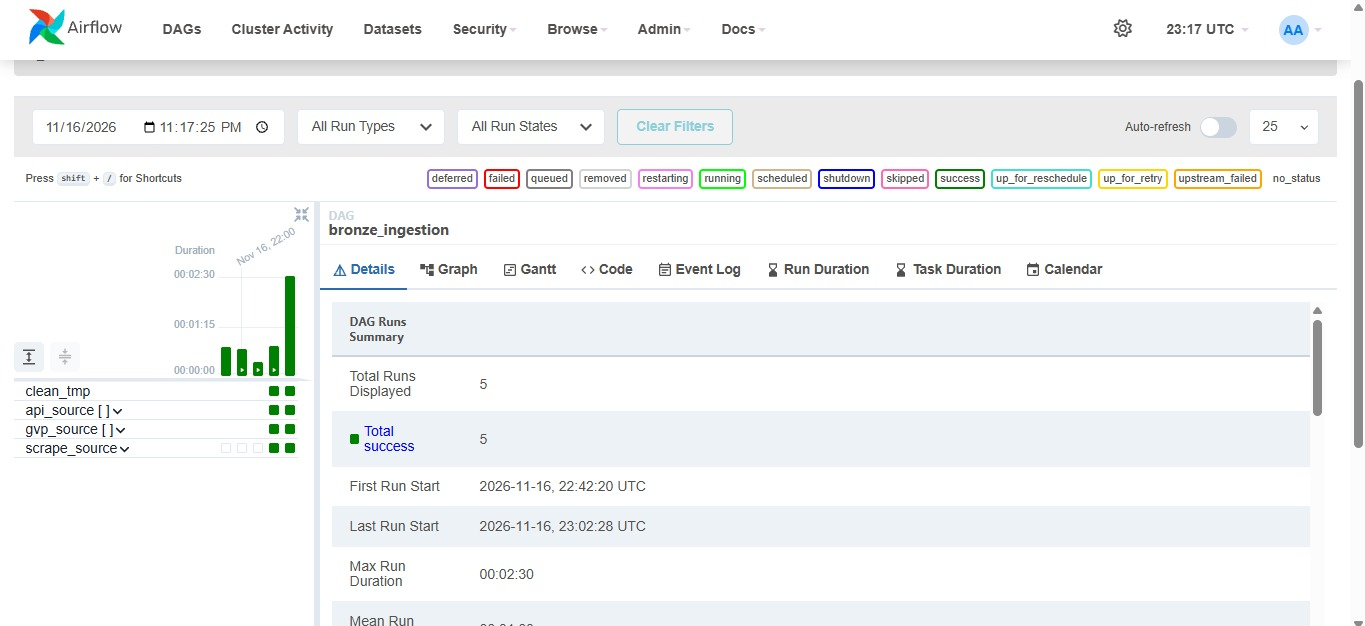 Airflow
DAGs
Cluster Activity
Datasets
Security
Browse
Admin
Docs
23:17 UTC
AA
11/16/2026 11:17:25 PM
All Run Types
All Run States
Clear Filters
Auto-refresh
25
Press shift + / for Shortcuts
deferred
failed
queued
removed
restarting
running
scheduled
shutdown
skipped
success
up_for_reschedule
up_for_retry
upstream_failed
no_status
Duration
Nov 16, 22:00
00:02:30
00:01:15
00:00:00
clean_tmp
api_source [ ]
gvp_source [ ]
scrape_source
DAG
bronze_ingestion
Details
Graph
Gantt
<> Code
Event Log
Run Duration
Task Duration
Calendar
DAG Runs
Summary
Total Runs
Displayed
5
Total
success
5
First Run Start
2026-11-16, 22:42:20 UTC
Last Run Start
2026-11-16, 23:02:28 UTC
Max Run
Duration
00:02:30
Mean Run